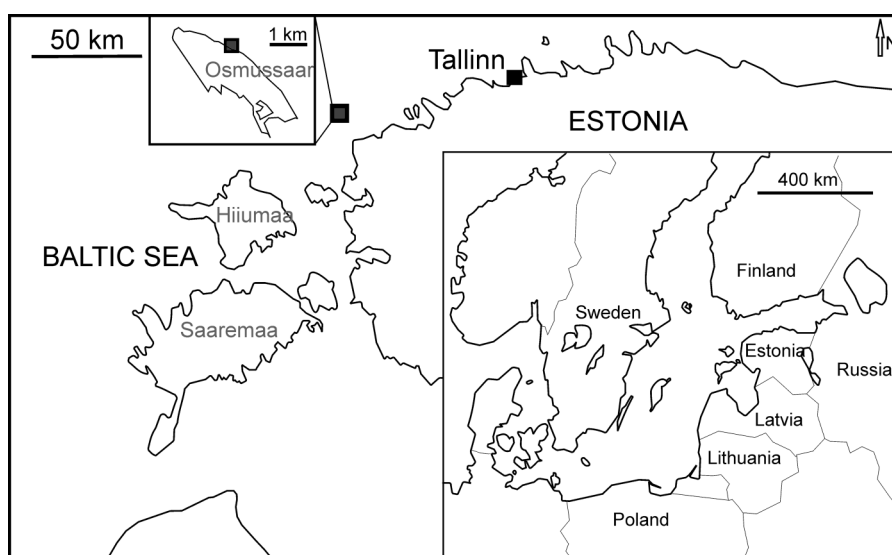 50 km
1 km
Osmussaar
Tallinn
N
ESTONIA
Hiiumaa
BALTIC SEA
Saaremaa
400 km
Finland
Sweden
Estonia
Russia
Latvia
Lithuania
Poland